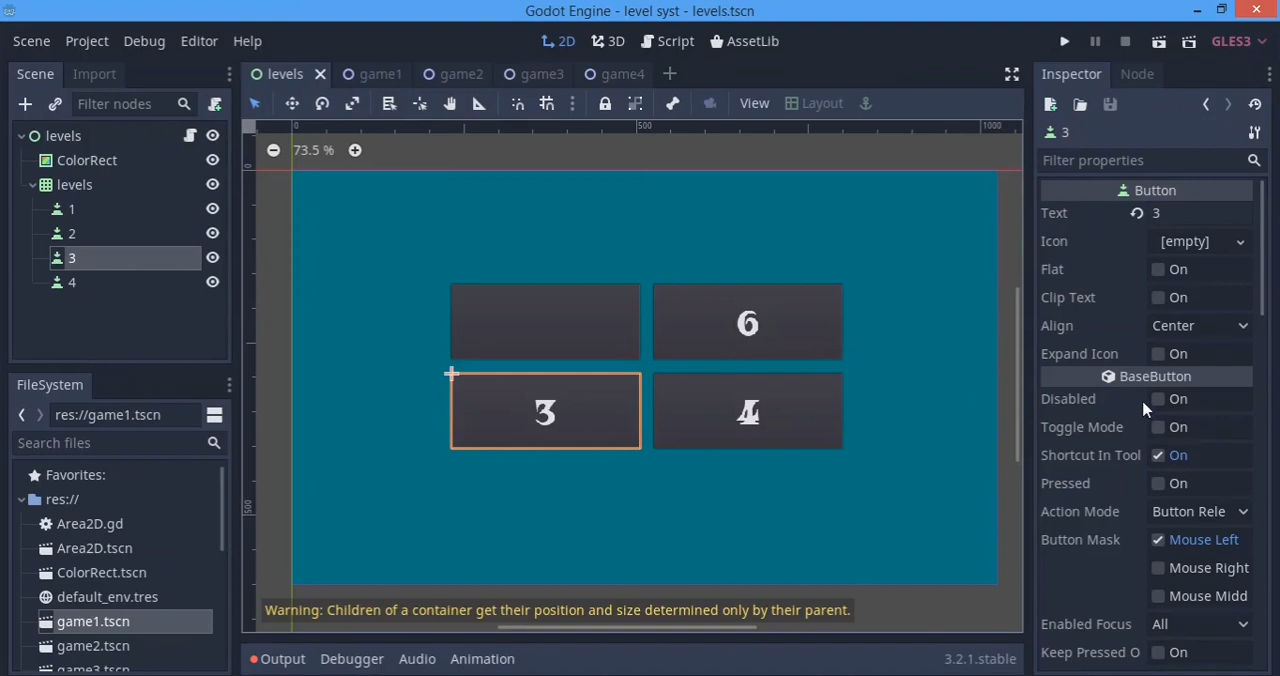 Godot Engine - level syst - levels.tscn
Scene Project Debug Editor Help 2D 3D Script AssetLib GLES3
Scene Import levels game1 game2 game3 game4 Inspector Node
Filter nodes View Layout
levels 0 500 1000 3
73.5 %
ColorRect Filter properties
levels Button
1 Text 3
2 Icon [empty]
3 Flat On
4 Clip Text On
6 Align Center
Expand Icon On
BaseButton
FileSystem Disabled On
3 4
res://game1.tscn Toggle Mode On
Search files Shortcut In Tool On
Favorites: Pressed On
res:// 500 Action Mode Button Rele
Area2D.gd Button Mask Mouse Left
Area2D.tscn Mouse Right
ColorRect.tscn Mouse Midd
default_env.tres Warning: Children of a container get their position and size determined only by their parent.
game1.tscn Enabled Focus All
game2.tscn Output Debugger Audio Animation 3.2.1.stable Keep Pressed O On
game3.tscn